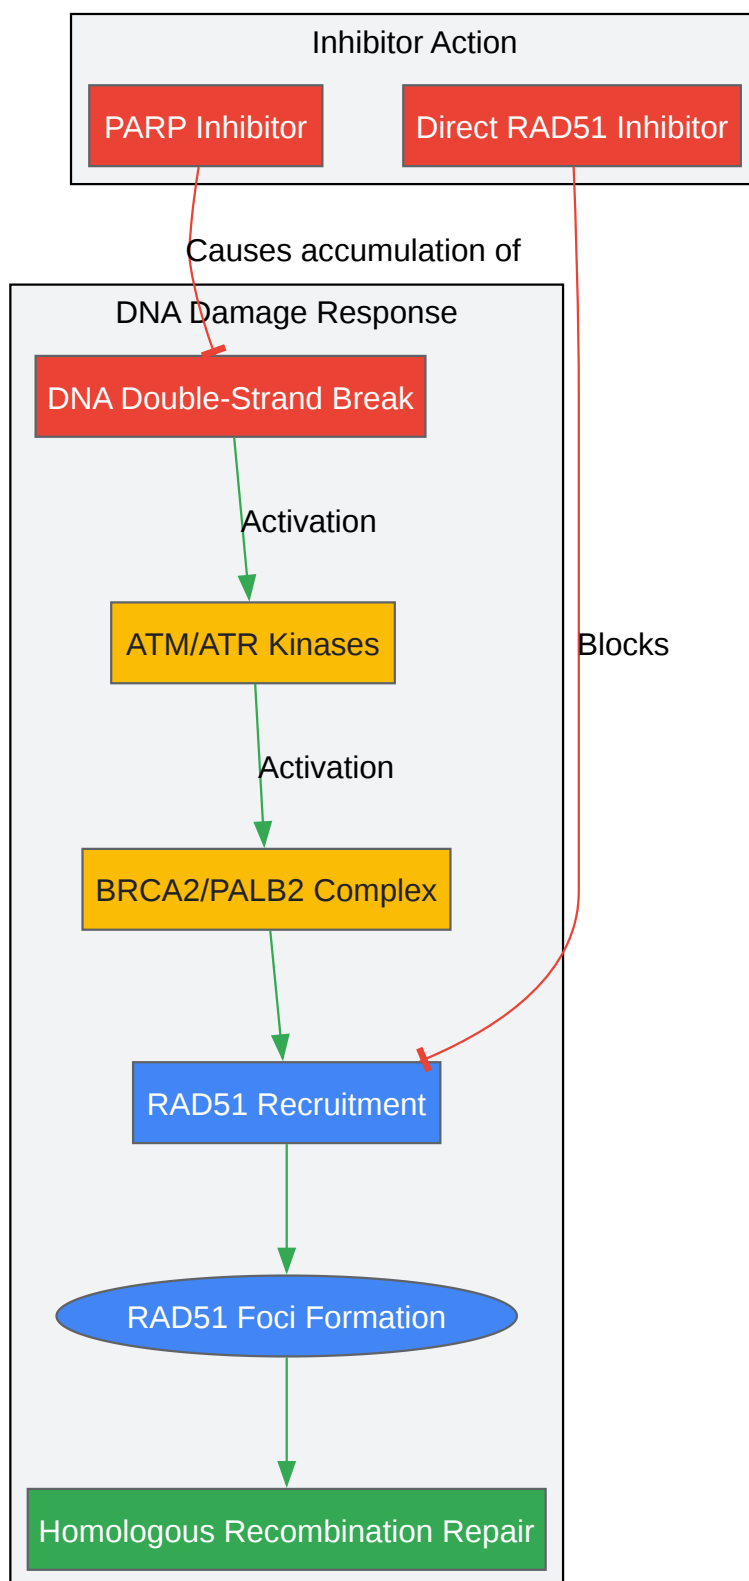 Inhibitor Action
PARP Inhibitor
Direct RAD51 Inhibitor
Causes accumulation of
DNA Damage Response
DNA Double-Strand Break
Activation
ATM/ATR Kinases
Blocks
Activation
BRCA2/PALB2 Complex
RAD51 Recruitment
RAD51 Foci Formation
Homologous Recombination Repair